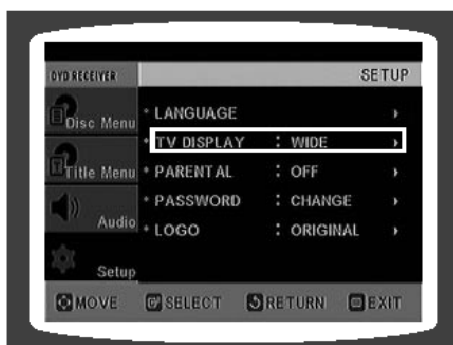 DVD RECEIVER SETUP
Disc Menu
Title Menu
Audio
Setup
* LANGUAGE
* TV DISPLAY : WIDE
* PARENTAL : OFF
* PASSWORD : CHANGE
* LOGO : ORIGINAL
MOVE SELECT RETURN EXIT